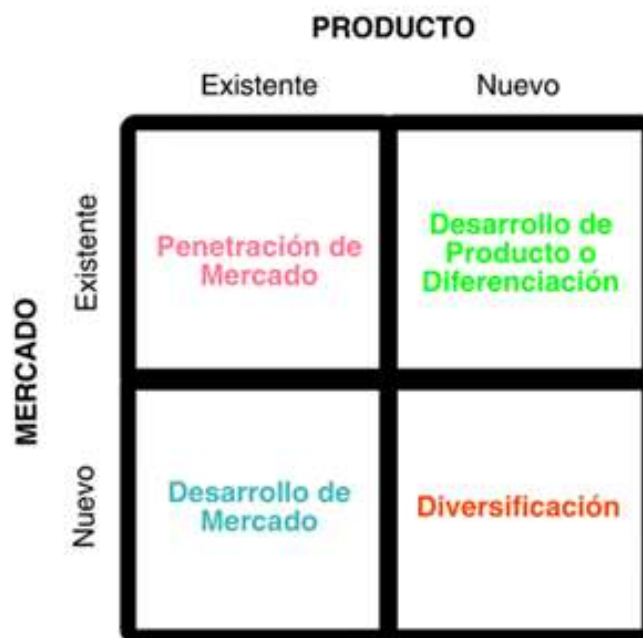 PRODUCTO
Existente Nuevo
MERCADO
Existente
Penetración de
Mercado
Desarrollo de
Producto o
Diferenciación
Nuevo
Desarrollo de
Mercado
Diversificación